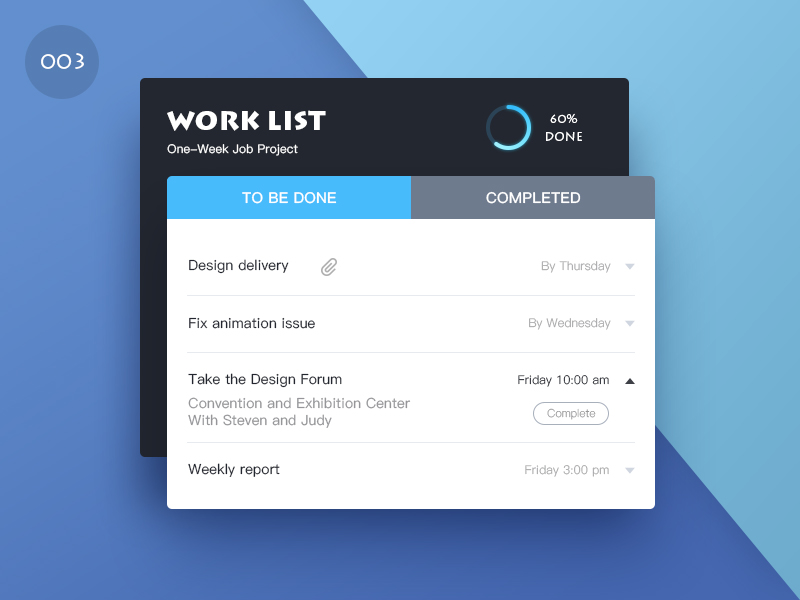 003
WORK LIST
One-Week Job Project
60%
DONE
TO BE DONE
COMPLETED
Design delivery
By Thursday
Fix animation issue
By Wednesday
Take the Design Forum
Friday 10:00 am
Convention and Exhibition Center
With Steven and Judy
Complete
Weekly report
Friday 3:00 pm